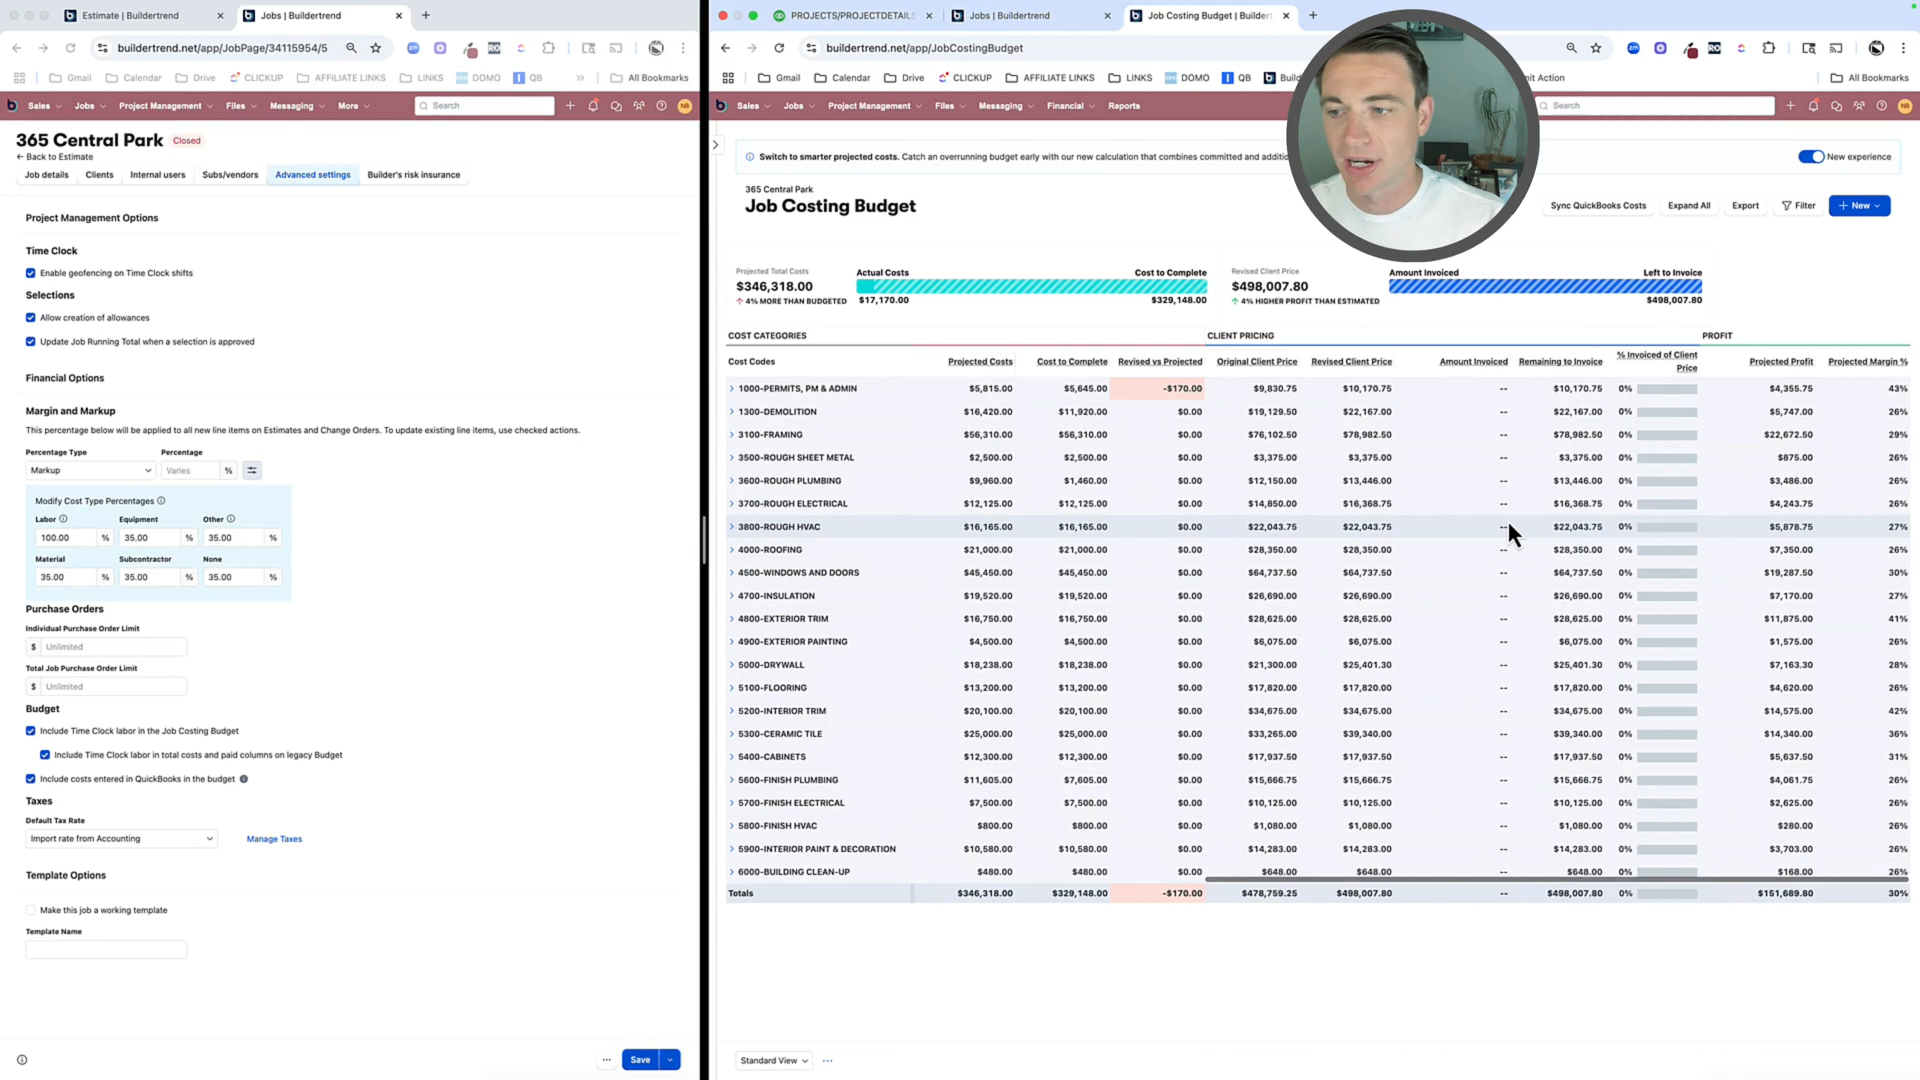 Estimate | Buildertrend
Jobs | Buildertrend
buildertrend.net/app/JobPage/34115954/5
Gmail Calendar Drive CLICKUP AFFILIATE LINKS LINKS DOMO QB » All Bookmarks
Sales Jobs Project Management Files Messaging More Search NB
365 Central Park Closed
← Back to Estimate
Job details Clients Internal users Subs/vendors Advanced settings Builder's risk insurance
Project Management Options
Time Clock
Enable geofencing on Time Clock shifts
Selections
Allow creation of allowances
Update Job Running Total when a selection is approved
Financial Options
Margin and Markup
This percentage below will be applied to all new line items on Estimates and Change Orders. To update existing line items, use checked actions.
Percentage Type Percentage
Markup Varies %
Modify Cost Type Percentages
Labor Equipment Other
100.00 % 35.00 % 35.00 %
Material Subcontractor None
35.00 % 35.00 % 35.00 %
Purchase Orders
Individual Purchase Order Limit
$ Unlimited
Total Job Purchase Order Limit
$ Unlimited
Budget
Include Time Clock labor in the Job Costing Budget
Include Time Clock labor in total costs and paid columns on legacy Budget
Include costs entered in QuickBooks in the budget
Taxes
Default Tax Rate
Import rate from Accounting Manage Taxes
Template Options
Make this job a working template
Template Name
Save
PROJECTS/PROJECTDETAILS
Jobs | Buildertrend
Job Costing Budget | Builder
buildertrend.net/app/JobCostingBudget
Gmail Calendar Drive CLICKUP AFFILIATE LINKS LINKS DOMO QB mit Action All Bookmarks
Sales Jobs Project Management Files Messaging Financial Reports Search NB
Switch to smarter projected costs. Catch an overrunning budget early with our new calculation that combines committed and New experience
365 Central Park
Job Costing Budget
Sync QuickBooks Costs Expand All Export Filter + New
Projected Total Costs Actual Costs Cost to Complete Revised Client Price Amount Invoiced Left to Invoice
$346,318.00 $498,007.80
4% MORE THAN BUDGETED $17,170.00 $329,148.00 4% HIGHER PROFIT THAN ESTIMATED $498,007.80
COST CATEGORIES CLIENT PRICING PROFIT
Cost Codes Projected Costs Cost to Complete Revised vs Projected Original Client Price Revised Client Price Amount Invoiced Remaining to Invoice % Invoiced of Client Price Projected Profit Projected Margin %
1000-PERMITS, PM & ADMIN $5,815.00 $5,645.00 -$170.00 $9,830.75 $10,170.75 -- $10,170.75 0% $4,355.75 43%
1300-DEMOLITION $16,420.00 $11,920.00 $0.00 $19,129.50 $22,167.00 -- $22,167.00 0% $5,747.00 26%
3100-FRAMING $56,310.00 $56,310.00 $0.00 $76,102.50 $78,982.50 -- $78,982.50 0% $22,672.50 29%
3500-ROUGH SHEET METAL $2,500.00 $2,500.00 $0.00 $3,375.00 $3,375.00 -- $3,375.00 0% $875.00 26%
3600-ROUGH PLUMBING $9,960.00 $1,460.00 $0.00 $12,150.00 $13,446.00 -- $13,446.00 0% $3,486.00 26%
3700-ROUGH ELECTRICAL $12,125.00 $12,125.00 $0.00 $14,850.00 $16,368.75 -- $16,368.75 0% $4,243.75 26%
3800-ROUGH HVAC $16,165.00 $16,165.00 $0.00 $22,043.75 $22,043.75 -- $22,043.75 0% $5,878.75 27%
4000-ROOFING $21,000.00 $21,000.00 $0.00 $28,350.00 $28,350.00 -- $28,350.00 0% $7,350.00 26%
4500-WINDOWS AND DOORS $45,450.00 $45,450.00 $0.00 $64,737.50 $64,737.50 -- $64,737.50 0% $19,287.50 30%
4700-INSULATION $19,520.00 $19,520.00 $0.00 $26,690.00 $26,690.00 -- $26,690.00 0% $7,170.00 27%
4800-EXTERIOR TRIM $16,750.00 $16,750.00 $0.00 $28,625.00 $28,625.00 -- $28,625.00 0% $11,875.00 41%
4900-EXTERIOR PAINTING $4,500.00 $4,500.00 $0.00 $6,075.00 $6,075.00 -- $6,075.00 0% $1,575.00 26%
5000-DRYWALL $18,238.00 $18,238.00 $0.00 $21,300.00 $25,401.30 -- $25,401.30 0% $7,163.30 28%
5100-FLOORING $13,200.00 $13,200.00 $0.00 $17,820.00 $17,820.00 -- $17,820.00 0% $4,620.00 26%
5200-INTERIOR TRIM $20,100.00 $20,100.00 $0.00 $34,675.00 $34,675.00 -- $34,675.00 0% $14,575.00 42%
5300-CERAMIC TILE $25,000.00 $25,000.00 $0.00 $33,265.00 $39,340.00 -- $39,340.00 0% $14,340.00 36%
5400-CABINETS $12,300.00 $12,300.00 $0.00 $17,937.50 $17,937.50 -- $17,937.50 0% $5,637.50 31%
5600-FINISH PLUMBING $11,605.00 $7,605.00 $0.00 $15,666.75 $15,666.75 -- $15,666.75 0% $4,061.75 26%
5700-FINISH ELECTRICAL $7,500.00 $7,500.00 $0.00 $10,125.00 $10,125.00 -- $10,125.00 0% $2,625.00 26%
5800-FINISH HVAC $800.00 $800.00 $0.00 $1,080.00 $1,080.00 -- $1,080.00 0% $280.00 26%
5900-INTERIOR PAINT & DECORATION $10,580.00 $10,580.00 $0.00 $14,283.00 $14,283.00 -- $14,283.00 0% $3,703.00 26%
6000-BUILDING CLEAN-UP $480.00 $480.00 $0.00 $648.00 $648.00 -- $648.00 0% $168.00 26%
Totals $346,318.00 $329,148.00 -$170.00 $478,759.25 $498,007.80 -- $498,007.80 0% $151,689.80 30%
Standard View